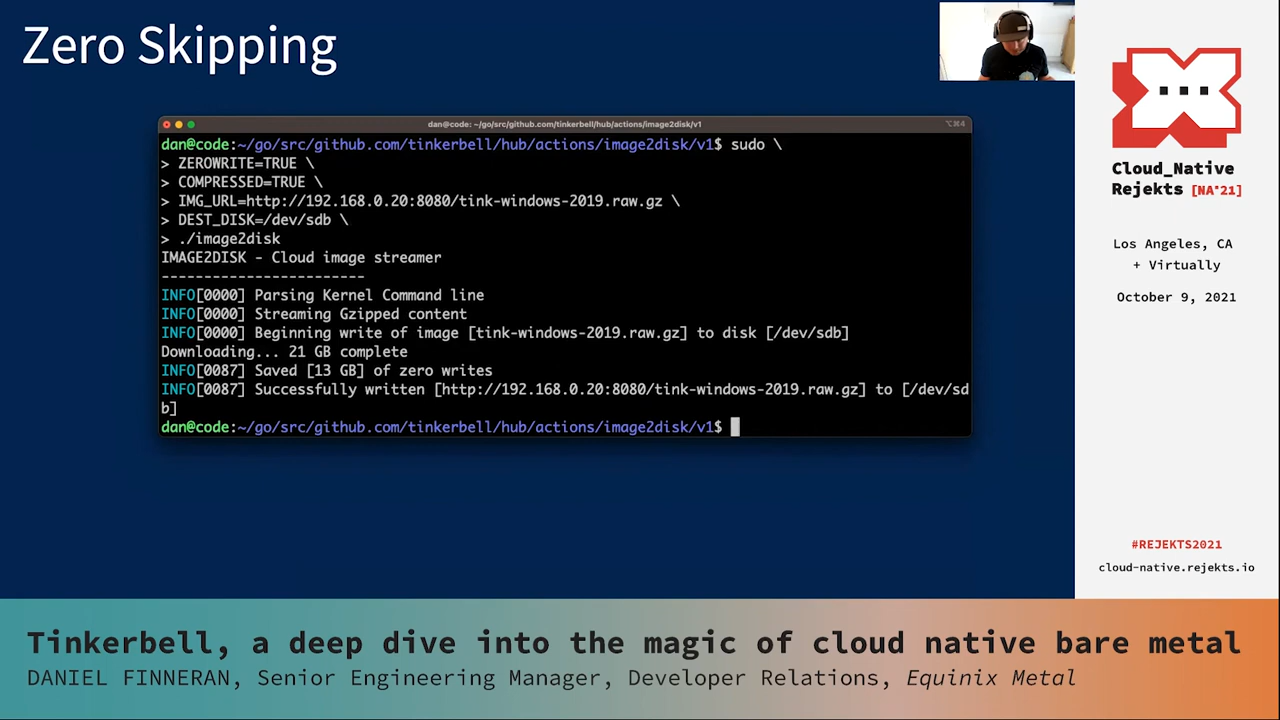 Zero Skipping
dan@code: ~/go/src/github.com/tinkerbell/hub/actions/image2disk/v1
⌥⌘4
dan@code:~/go/src/github.com/tinkerbell/hub/actions/image2disk/v1$ sudo \
> ZEROWRITE=TRUE \
> COMPRESSED=TRUE \
> IMG_URL=http://192.168.0.20:8080/tink-windows-2019.raw.gz \
> DEST_DISK=/dev/sdb \
> ./image2disk
IMAGE2DISK - Cloud image streamer
------------------------
INFO[0000] Parsing Kernel Command line
INFO[0000] Streaming Gzipped content
INFO[0000] Beginning write of image [tink-windows-2019.raw.gz] to disk [/dev/sdb]
Downloading... 21 GB complete
INFO[0087] Saved [13 GB] of zero writes
INFO[0087] Successfully written [http://192.168.0.20:8080/tink-windows-2019.raw.gz] to [/dev/sd
b]
dan@code:~/go/src/github.com/tinkerbell/hub/actions/image2disk/v1$
Cloud_Native
Rejekts [NA'21]
Los Angeles, CA
+ Virtually
October 9, 2021
#REJEKTS2021
cloud-native.rejekts.io
Tinkerbell, a deep dive into the magic of cloud native bare metal
DANIEL FINNERAN, Senior Engineering Manager, Developer Relations, Equinix Metal